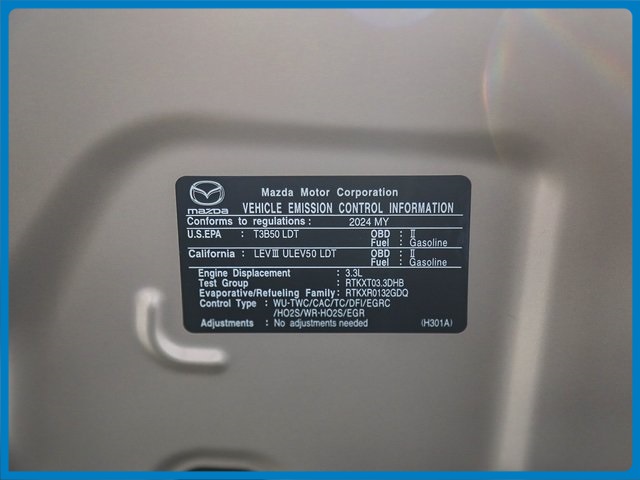 mazda
Mazda Motor Corporation
VEHICLE EMISSION CONTROL INFORMATION
Conforms to regulations: 2024 MY
U.S.EPA : T3B50 LDT OBD : II
Fuel : Gasoline
California : LEVIII ULEV50 LDT OBD : II
Fuel : Gasoline
Engine Displacement : 3.3L
Test Group : RTKXT03.3DHB
Evaporative/Refueling Family: RTKXR0132GDQ
Control Type : WU-TWC/CAC/TC/DFI/EGRC
/HO2S/WR-HO2S/EGR
Adjustments : No adjustments needed (H301A)